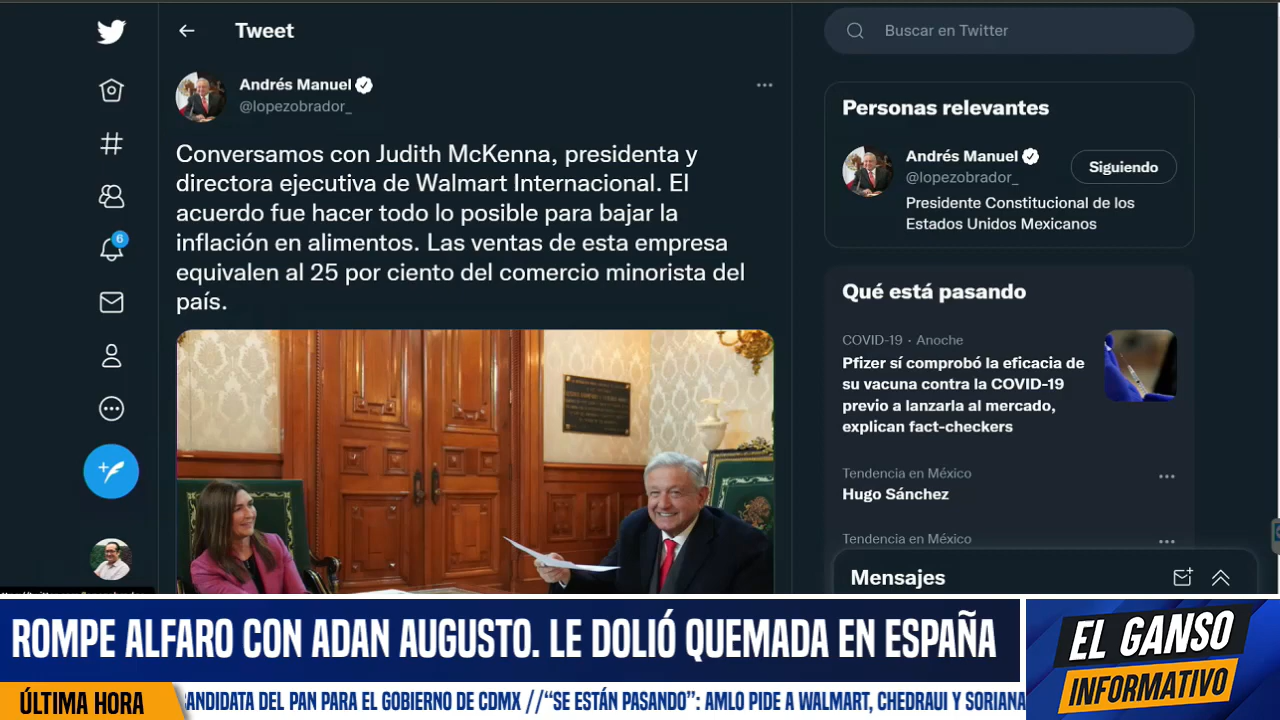 Tweet
Andrés Manuel
@lopezobrador_
Conversamos con Judith McKenna, presidenta y
directora ejecutiva de Walmart Internacional. El
acuerdo fue hacer todo lo posible para bajar la
inflación en alimentos. Las ventas de esta empresa
equivalen al 25 por ciento del comercio minorista del
país.
6
Buscar en Twitter
Personas relevantes
Andrés Manuel
@lopezobrador_
Siguiendo
Presidente Constitucional de los
Estados Unidos Mexicanos
Qué está pasando
COVID-19 · Anoche
Pfizer sí comprobó la eficacia de
su vacuna contra la COVID-19
previo a lanzarla al mercado,
explican fact-checkers
Tendencia en México
Hugo Sánchez
Tendencia en México
Mensajes
ROMPE ALFARO CON ADAN AUGUSTO. LE DOLIÓ QUEMADA EN ESPAÑA
EL GANSO
INFORMATIVO
ÚLTIMA HORA
CANDIDATA DEL PAN PARA EL GOBIERNO DE CDMX //“SE ESTÁN PASANDO”: AMLO PIDE A WALMART, CHEDRAUI Y SORIANA